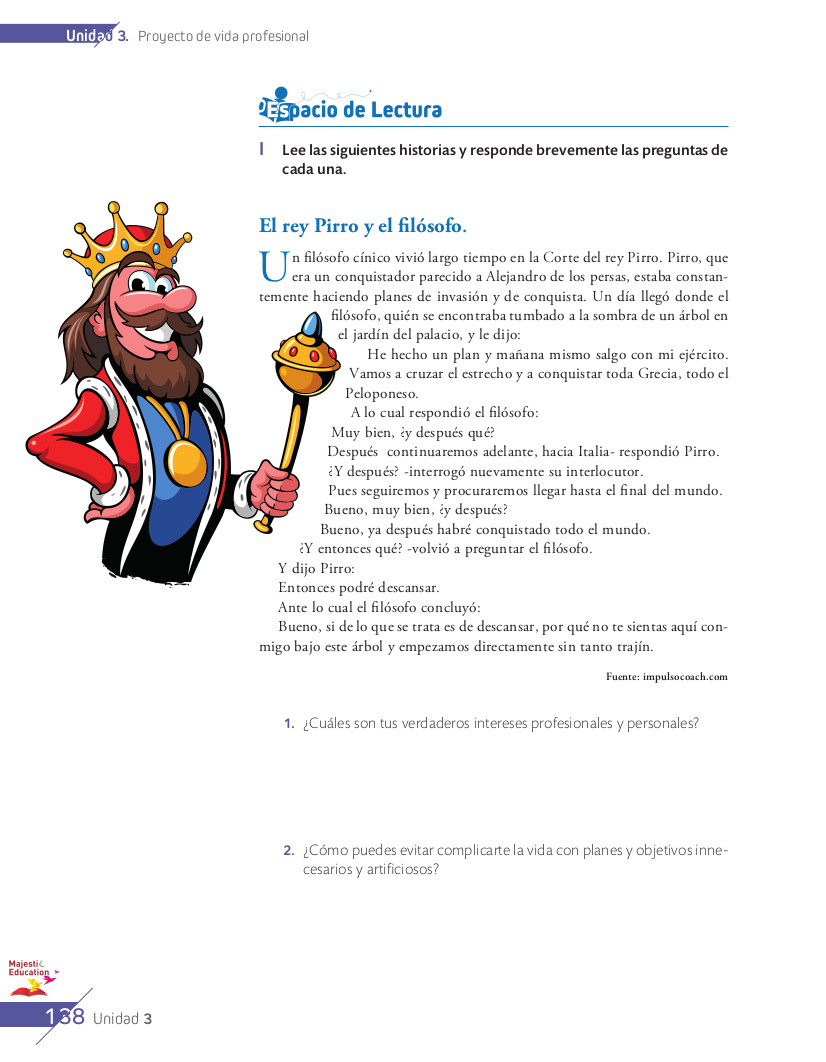 Unidad 3. Proyecto de vida profesional
Espacio de Lectura
I Lee las siguientes historias y responde brevemente las preguntas de
cada una.
El rey Pirro y el filósofo.
Un filósofo cínico vivió largo tiempo en la Corte del rey Pirro. Pirro, que
era un conquistador parecido a Alejandro de los persas, estaba constan-
temente haciendo planes de invasión y de conquista. Un día llegó donde el
filósofo, quién se encontraba tumbado a la sombra de un árbol en
el jardín del palacio, y le dijo:
He hecho un plan y mañana mismo salgo con mi ejército.
Vamos a cruzar el estrecho y a conquistar toda Grecia, todo el
Peloponeso.
A lo cual respondió el filósofo:
Muy bien, ¿y después qué?
Después continuaremos adelante, hacia Italia- respondió Pirro.
¿Y después? -interrogó nuevamente su interlocutor.
Pues seguiremos y procuraremos llegar hasta el final del mundo.
Bueno, muy bien, ¿y después?
Bueno, ya después habré conquistado todo el mundo.
¿Y entonces qué? -volvió a preguntar el filósofo.
Y dijo Pirro:
Entonces podré descansar.
Ante lo cual el filósofo concluyó:
Bueno, si de lo que se trata es de descansar, por qué no te sientas aquí con-
migo bajo este árbol y empezamos directamente sin tanto trajín.
Fuente: impulsocoach.com
1. ¿Cuáles son tus verdaderos intereses profesionales y personales?
2. ¿Cómo puedes evitar complicarte la vida con planes y objetivos inne-
cesarios y artificiosos?
Majestic
Education
138 Unidad 3